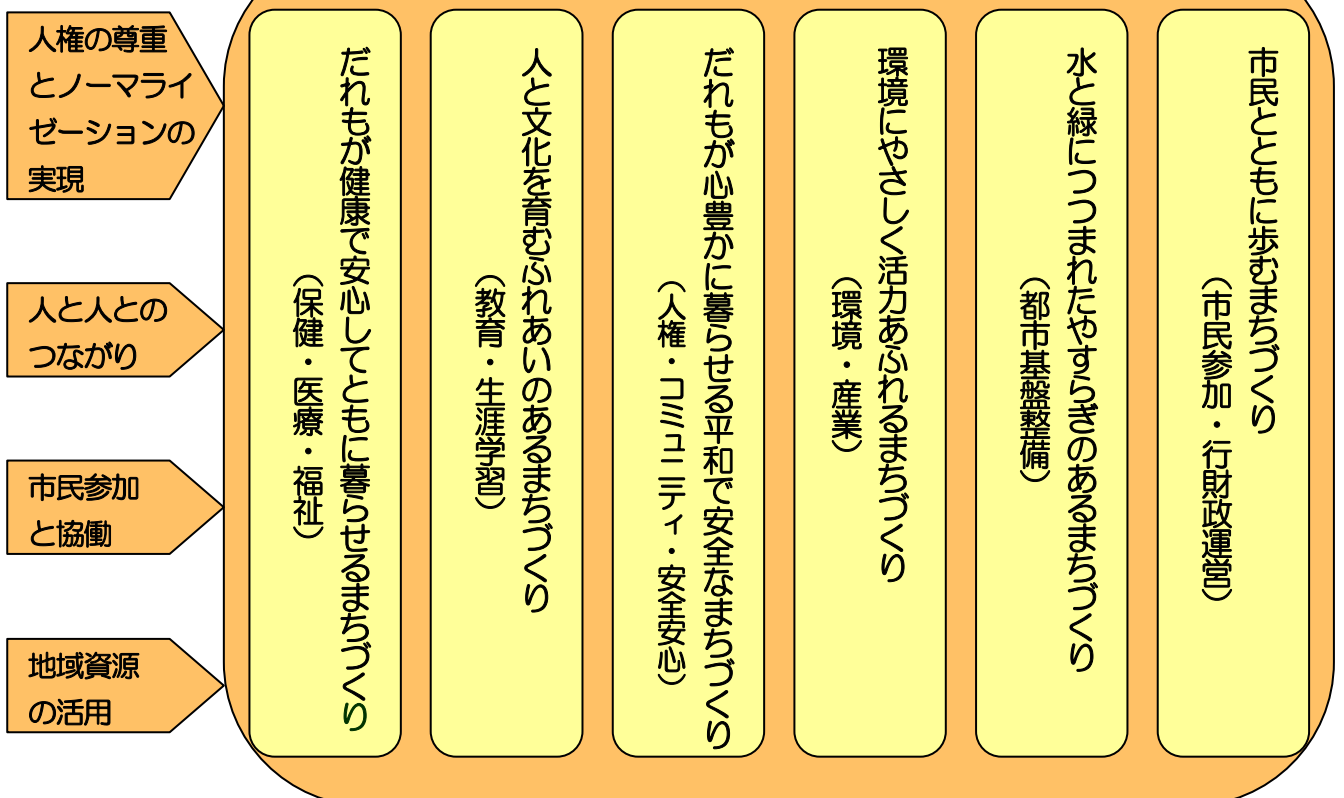 人権の尊重
とノーマライ
ゼーションの
実現
人と人との
つながり
市民参加
と協働
地域資源
の活用
だれもが健康で安心してともに暮らせるまちづくり
（保健・医療・福祉）
人と文化を育むふれあいのあるまちづくり
（教育・生涯学習）
だれもが心豊かに暮らせる平和で安全なまちづくり
（人権・コミュニティ・安全安心）
環境にやさしく活力あふれるまちづくり
（環境・産業）
水と緑につつまれたやすらぎのあるまちづくり
（都市基盤整備）
市民とともに歩むまちづくり
（市民参加・行財政運営）